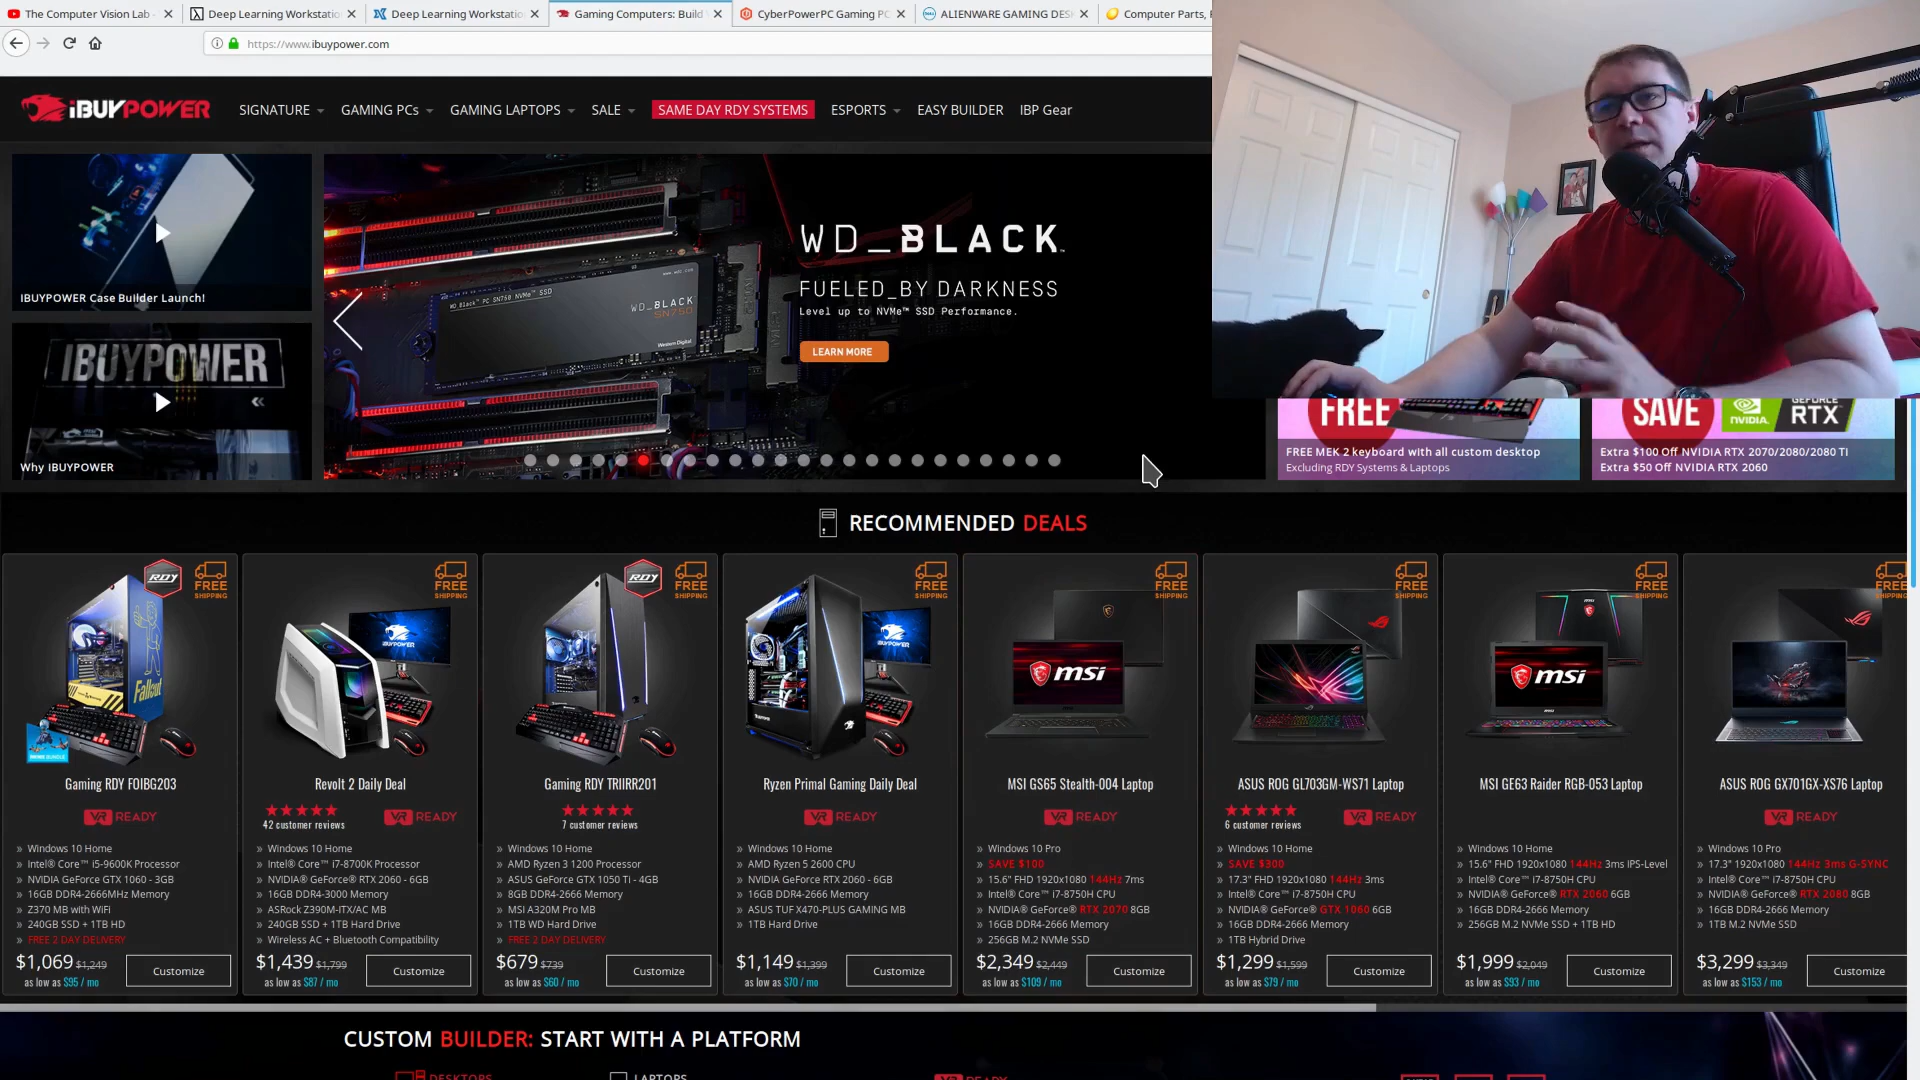 The Computer Vision Lab -
Deep Learning Workstatio
Deep Learning Workstatio
Gaming Computers: Build
CyberPowerPC Gaming PC
ALIENWARE GAMING DES
Computer Parts,
https://www.ibuypower.com
iBUYPOWER
SIGNATURE
GAMING PCs
GAMING LAPTOPS
SALE
SAME DAY RDY SYSTEMS
ESPORTS
EASY BUILDER
IBP Gear
IBUYPOWER Case Builder Launch!
IBUYPOWER
Why IBUYPOWER
WD_BLACK™
FUELED_BY DARKNESS
Level up to NVMe™ SSD Performance.
LEARN MORE
WD Black™ PC SN750 NVMe™ SSD
WD_BLACK
SN750
Western Digital
FREE
FREE MEK 2 keyboard with all custom desktop
Excluding RDY Systems & Laptops
SAVE
NVIDIA
GEFORCE
RTX
Extra $100 Off NVIDIA RTX 2070/2080/2080 TI
Extra $50 Off NVIDIA RTX 2060
RECOMMENDED DEALS
RDY
FREE
SHIPPING
Fallout
Gaming RDY FOIBG203
VR READY
» Windows 10 Home
» Intel® Core™ i5-9600K Processor
» NVIDIA GeForce GTX 1060 - 3GB
» 16GB DDR4-2666MHz Memory
» Z370 MB with WiFi
» 240GB SSD + 1TB HD
» FREE 2 DAY DELIVERY
$1,069 $1,249
as low as $95 / mo
Customize
FREE
SHIPPING
iBUYPOWER
Revolt 2 Daily Deal
42 customer reviews
VR READY
» Windows 10 Home
» Intel® Core™ i7-8700K Processor
» NVIDIA® GeForce® RTX 2060 - 6GB
» 16GB DDR4-3000 Memory
» ASRock Z390M-ITX/AC MB
» 240GB SSD + 1TB Hard Drive
» Wireless AC + Bluetooth Compatibility
$1,439 $1,799
as low as $87 / mo
Customize
RDY
FREE
SHIPPING
Gaming RDY TRIIRR201
7 customer reviews
» Windows 10 Home
» AMD Ryzen 3 1200 Processor
» ASUS GeForce GTX 1050 Ti - 4GB
» 8GB DDR4-2666 Memory
» MSI A320M Pro MB
» 1TB WD Hard Drive
» FREE 2 DAY DELIVERY
$679 $739
as low as $60 / mo
Customize
FREE
SHIPPING
iBUYPOWER
Ryzen Primal Gaming Daily Deal
VR READY
» Windows 10 Home
» AMD Ryzen 5 2600 CPU
» NVIDIA GeForce RTX 2060 - 6GB
» 16GB DDR4-2666 Memory
» ASUS TUF X470-PLUS GAMING MB
» 1TB Hard Drive
$1,149 $1,399
as low as $70 / mo
Customize
FREE
SHIPPING
msi
MSI GS65 Stealth-004 Laptop
VR READY
» Windows 10 Pro
» SAVE $100
» 15.6" FHD 1920x1080 144Hz 7ms
» Intel® Core™ i7-8750H CPU
» NVIDIA® GeForce® RTX 2070 8GB
» 16GB DDR4-2666 Memory
» 256GB M.2 NVMe SSD
$2,349 $2,449
as low as $109 / mo
Customize
FREE
SHIPPING
ASUS ROG GL703GM-WS71 Laptop
6 customer reviews
VR READY
» Windows 10 Home
» SAVE $300
» 17.3" FHD 1920x1080 144Hz 3ms
» Intel® Core™ i7-8750H CPU
» NVIDIA® GeForce® GTX 1060 6GB
» 16GB DDR4-2666 Memory
» 1TB Hybrid Drive
$1,299 $1,599
as low as $79 / mo
Customize
FREE
SHIPPING
msi
MSI GE63 Raider RGB-053 Laptop
» Windows 10 Home
» 15.6" FHD 1920x1080 144Hz 3ms IPS-Level
» Intel® Core™ i7-8750H CPU
» NVIDIA® GeForce® RTX 2060 6GB
» 16GB DDR4-2666 Memory
» 256GB M.2 NVMe SSD + 1TB HD
$1,999 $2,049
as low as $93 / mo
Customize
FREE
SHIPPING
ASUS ROG GX701GX-XS76 Laptop
VR READY
» Windows 10 Pro
» 17.3" 1920x1080 144Hz 3ms G-SYNC
» Intel® Core™ i7-8750H CPU
» NVIDIA® GeForce® RTX 2080 8GB
» 16GB DDR4-2666 Memory
» 1TB M.2 NVMe SSD
$3,299 $3,349
as low as $153 / mo
Customize
CUSTOM BUILDER: START WITH A PLATFORM
DESKTOPS
LAPTOPS
VR READY